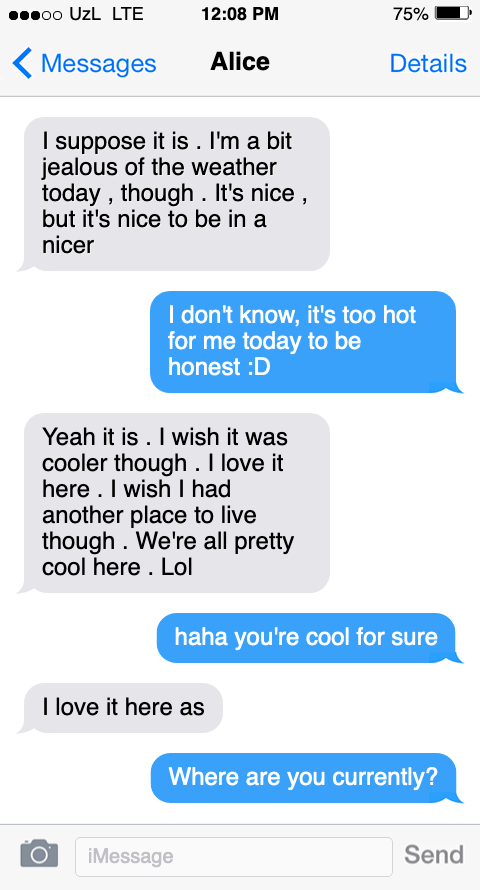 UzL LTE 12:08 PM 75%
Messages Alice Details
I suppose it is . I'm a bit
jealous of the weather
today , though . It's nice ,
but it's nice to be in a
nicer
I don't know, it's too hot
for me today to be
honest :D
Yeah it is . I wish it was
cooler though . I love it
here . I wish I had
another place to live
though . We're all pretty
cool here . Lol
haha you're cool for sure
I love it here as
Where are you currently?
iMessage Send